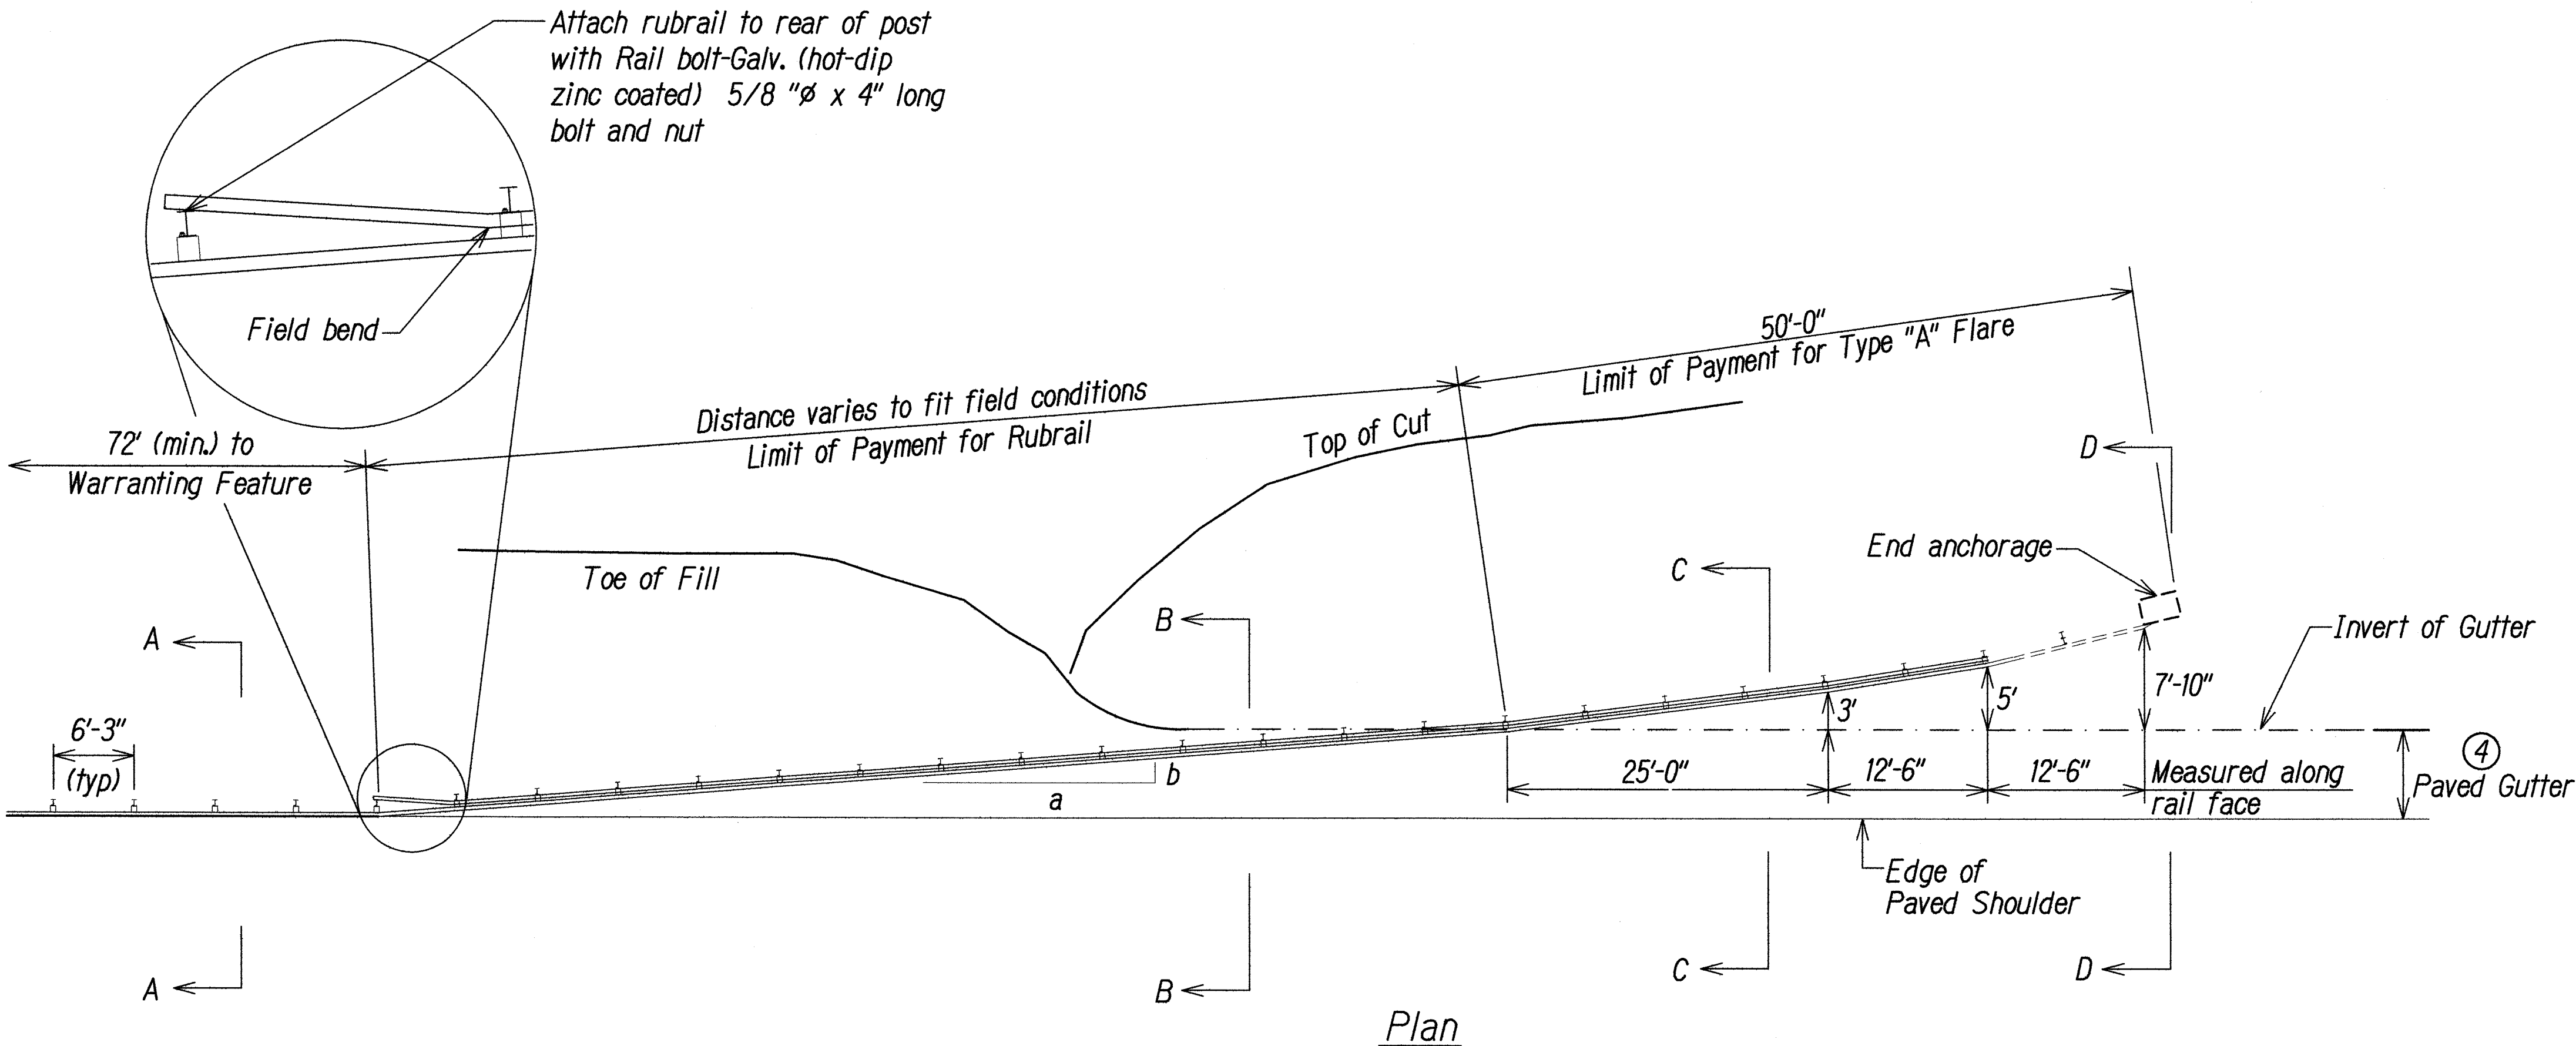 Attach rubrail to rear of post
with Rail bolt-Galv. (hot-dip
zinc coated) 5/8 "ø x 4" long
bolt and nut
Field bend
72' (min.) to
Warranting Feature
Distance varies to fit field conditions
Limit of Payment for Rubrail
50'-0"
Limit of Payment for Type "A" Flare
Top of Cut
Toe of Fill
End anchorage
Invert of Gutter
A
B
C
D
6'-3"
(typ)
3'
5'
7'-10"
b
a
25'-0"
12'-6"
12'-6"
Measured along
rail face
4
Paved Gutter
Edge of
Paved Shoulder
A
B
C
D
Plan